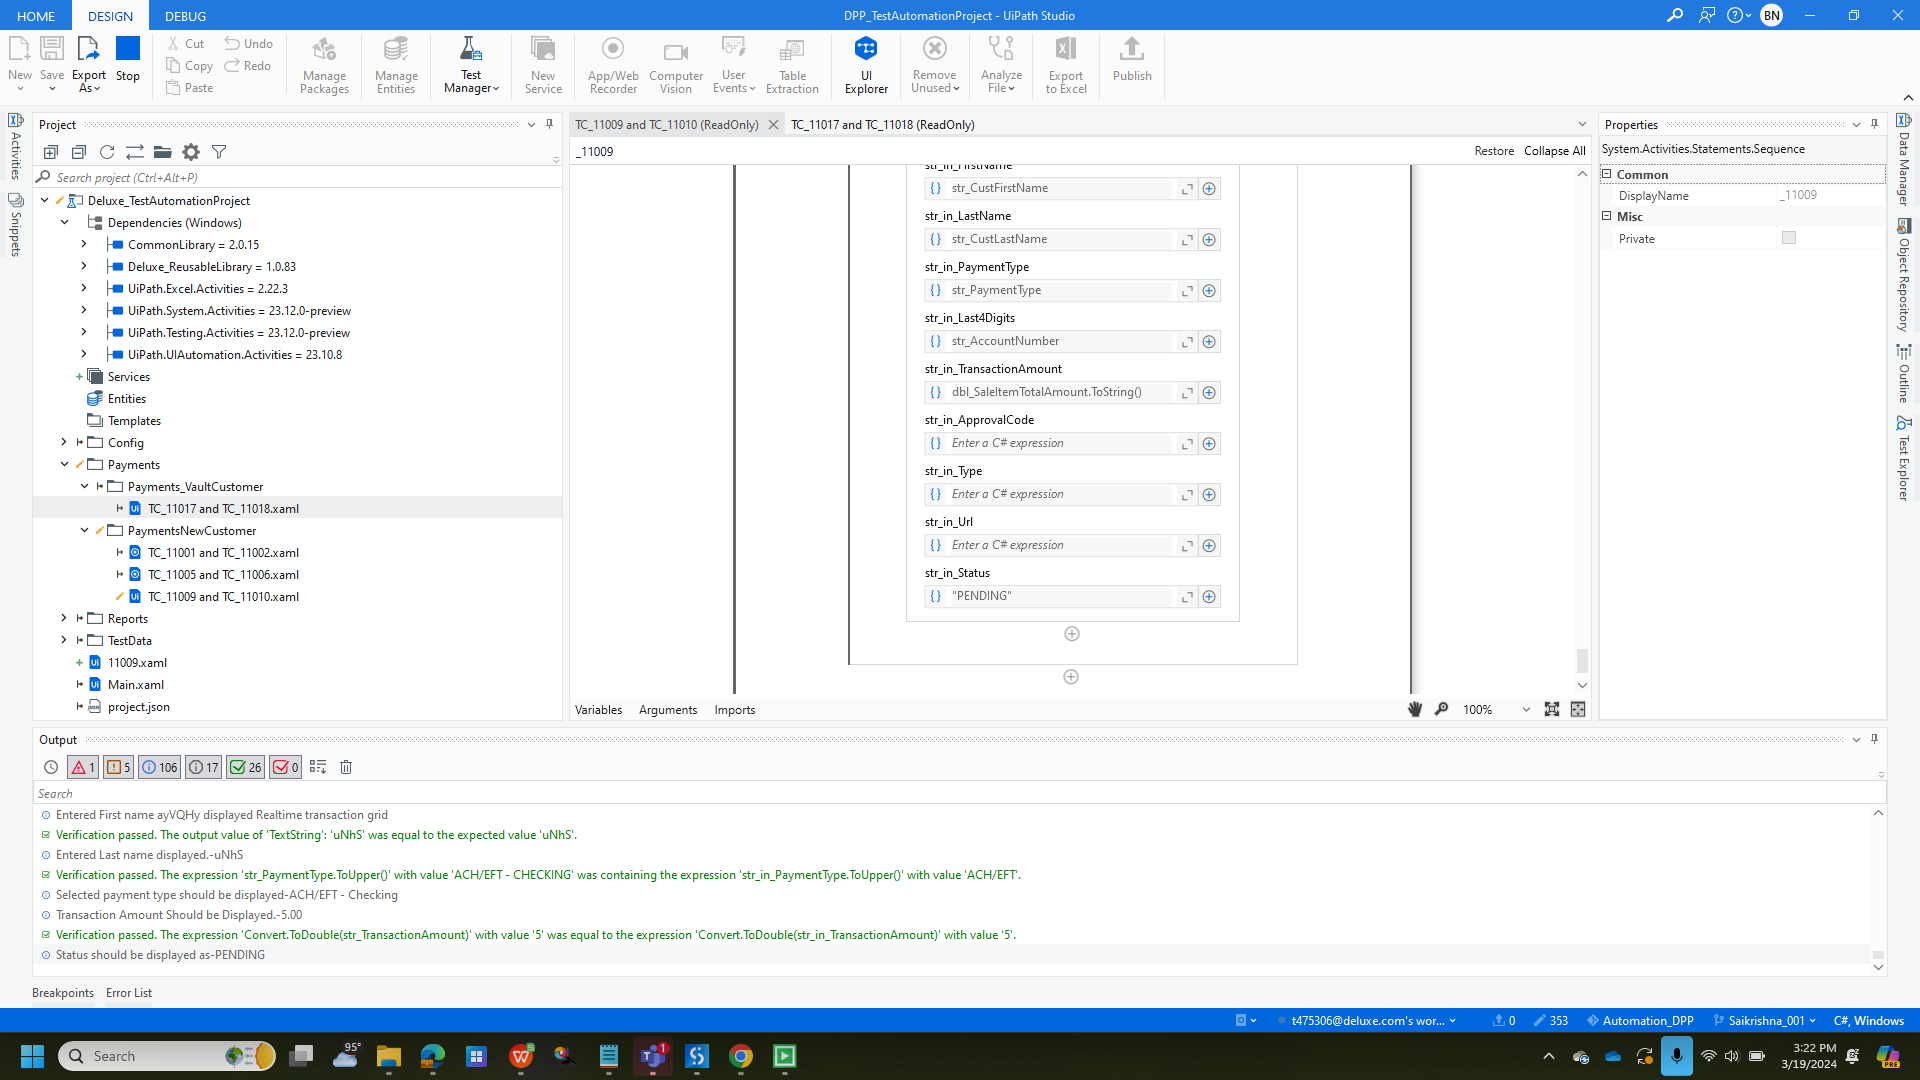 HOME
DESIGN
DEBUG
DPP_TestAutomationProject - UiPath Studio
BN
New
Save
Export As
Stop
Cut
Copy
Paste
Undo
Redo
Manage Packages
Manage Entities
Test Manager
New Service
App/Web Recorder
Computer Vision
User Events
Table Extraction
UI Explorer
Remove Unused
Analyze File
Export to Excel
Publish
Activities
Snippets
Project
Search project (Ctrl+Alt+P)
Deluxe_TestAutomationProject
Dependencies (Windows)
CommonLibrary = 2.0.15
Deluxe_ReusableLibrary = 1.0.83
UiPath.Excel.Activities = 2.22.3
UiPath.System.Activities = 23.12.0-preview
UiPath.Testing.Activities = 23.12.0-preview
UiPath.UIAutomation.Activities = 23.10.8
Services
Entities
Templates
Config
Payments
Payments_VaultCustomer
TC_11017 and TC_11018.xaml
PaymentsNewCustomer
TC_11001 and TC_11002.xaml
TC_11005 and TC_11006.xaml
TC_11009 and TC_11010.xaml
Reports
TestData
11009.xaml
Main.xaml
project.json
TC_11009 and TC_11010 (ReadOnly)
TC_11017 and TC_11018 (ReadOnly)
_11009
Restore
Collapse All
str_in_FirstName
str_CustFirstName
str_in_LastName
str_CustLastName
str_in_PaymentType
str_PaymentType
str_in_Last4Digits
str_AccountNumber
str_in_TransactionAmount
dbl_SaleItemTotalAmount.ToString()
str_in_ApprovalCode
Enter a C# expression
str_in_Type
Enter a C# expression
str_in_Url
Enter a C# expression
str_in_Status
"PENDING"
Variables
Arguments
Imports
100%
Properties
System.Activities.Statements.Sequence
Common
DisplayName
_11009
Misc
Private
Data Manager
Object Repository
Outline
Test Explorer
Output
1
5
106
17
26
0
Search
Entered First name ayVQHy displayed Realtime transaction grid
Verification passed. The output value of 'TextString': 'uNhS' was equal to the expected value 'uNhS'.
Entered Last name displayed.-uNhS
Verification passed. The expression 'str_PaymentType.ToUpper()' with value 'ACH/EFT - CHECKING' was containing the expression 'str_in_PaymentType.ToUpper()' with value 'ACH/EFT'.
Selected payment type should be displayed-ACH/EFT - Checking
Transaction Amount Should be Displayed.-5.00
Verification passed. The expression 'Convert.ToDouble(str_TransactionAmount)' with value '5' was equal to the expression 'Convert.ToDouble(str_in_TransactionAmount)' with value '5'.
Status should be displayed as-PENDING
Breakpoints
Error List
t475306@deluxe.com's wor...
0
353
Automation_DPP
Saikrishna_001
C#, Windows
Search
95°
1
3:22 PM
3/19/2024
PRE